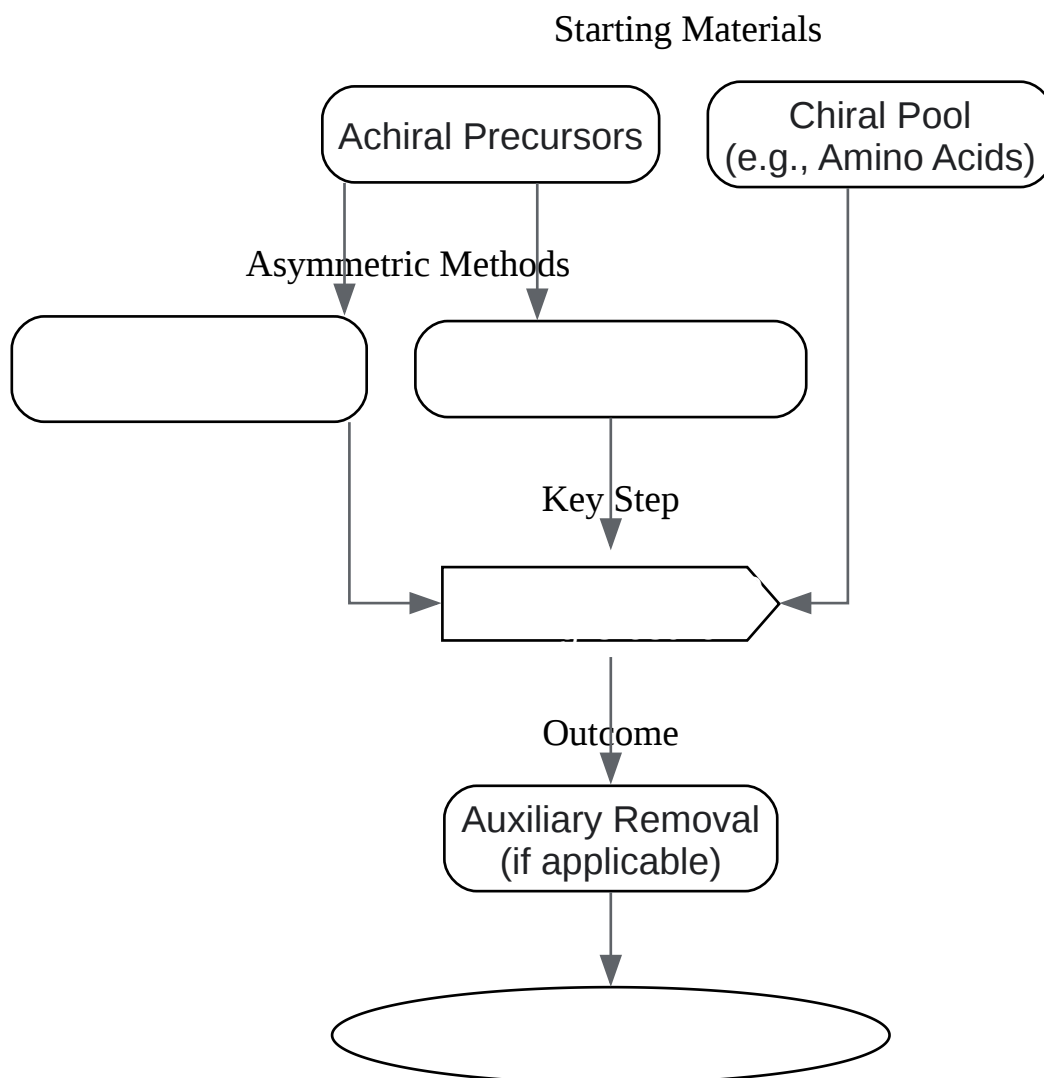 Starting Materials
Achiral Precursors
Chiral Pool
(e.g., Amino Acids)
Asymmetric Methods
Key Step
Outcome
Auxiliary Removal
(if applicable)